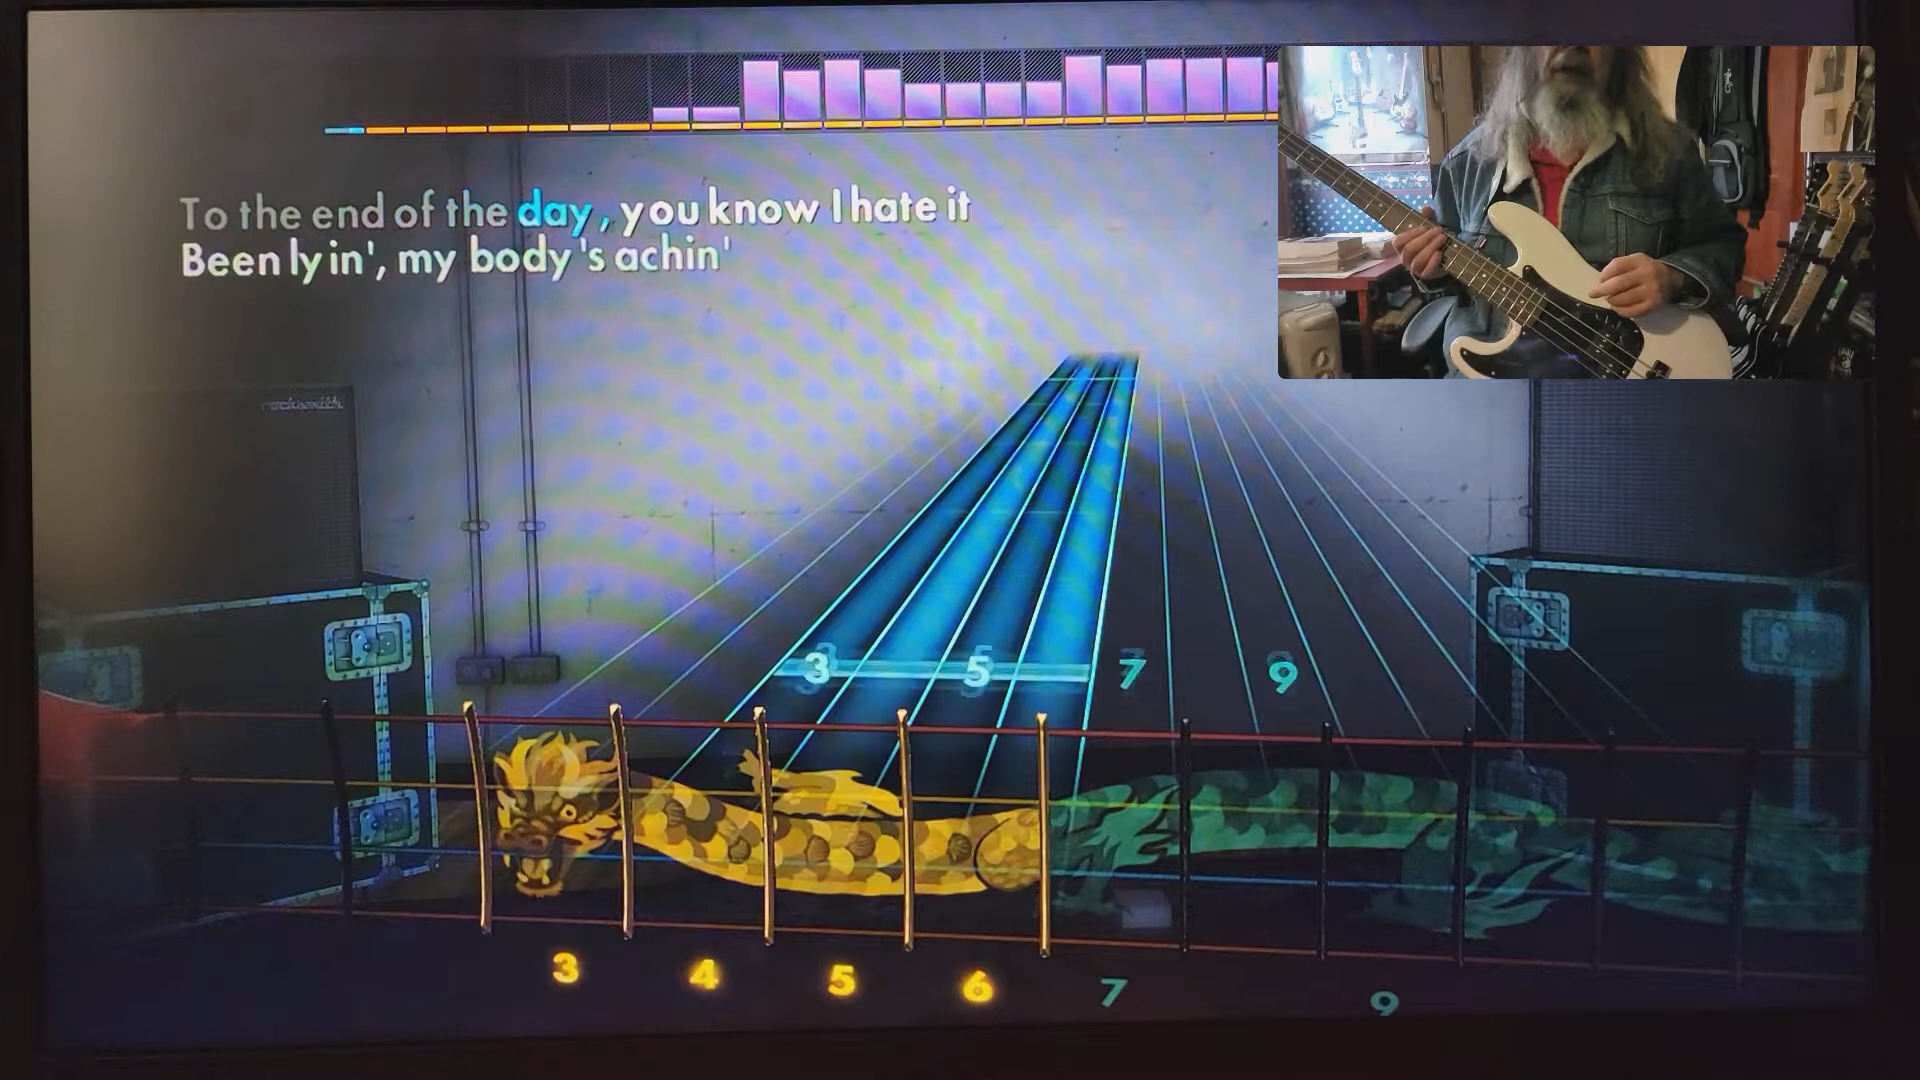 To the end of the day, you know I hate it
Been lyin', my body's achin'
rocksmith
3 5 7 9
3 4 5 6 7 9